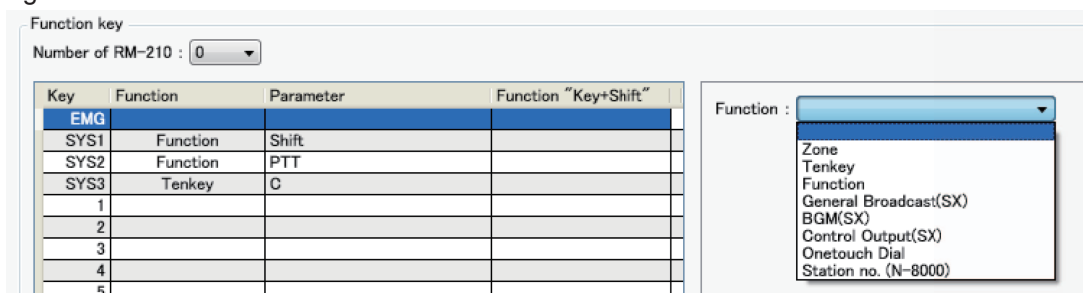 Function key
Number of RM-210 : 0
Key Function Parameter Function "Key+Shift"
EMG
SYS1 Function Shift
SYS2 Function PTT
SYS3 Tenkey C
1
2
3
4
5
Function :
Zone
Tenkey
Function
General Broadcast(SX)
BGM(SX)
Control Output(SX)
Onetouch Dial
Station no. (N-8000)